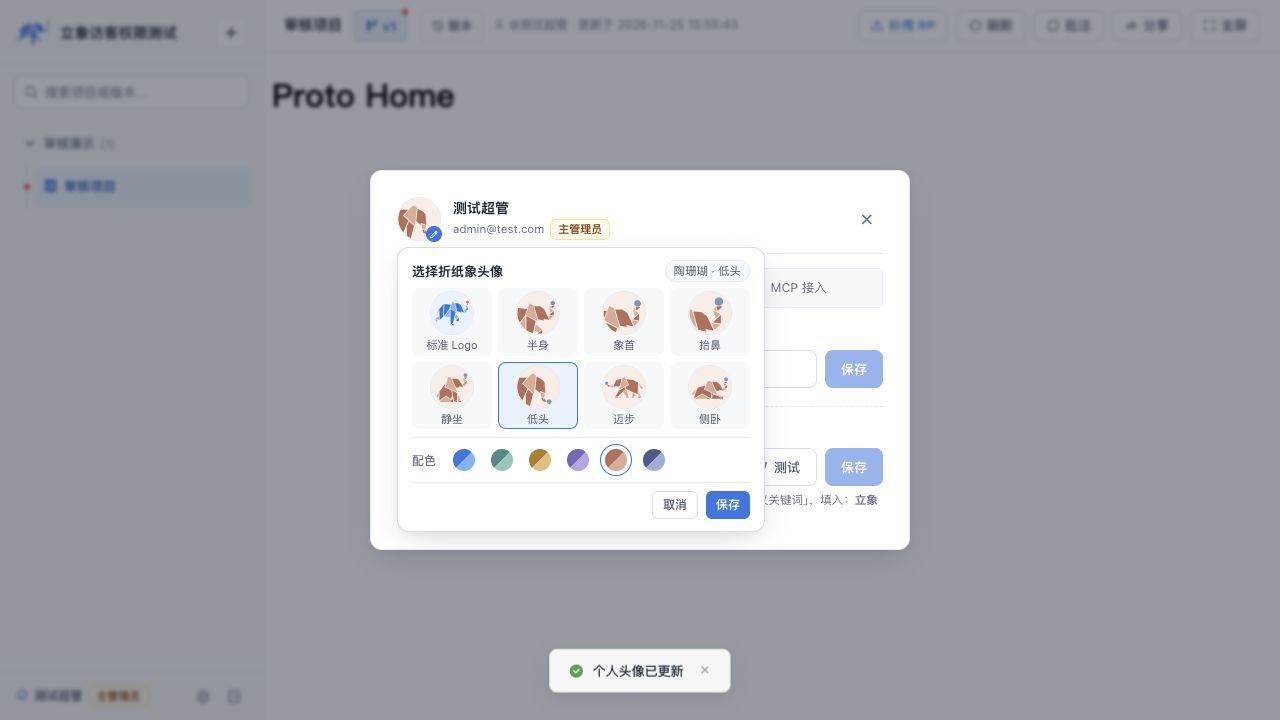 立象访客权限测试
审核项目
v1
版本
@测试超管 · 更新于 2026-11-25 15:55:43
补传 RP
刷新
批注
分享
全屏
搜索项目或版本...
Proto Home
审核演示 (1)
审核项目
测试超管
admin@test.com
主管理员
MCP 接入
选择折纸象头像
陶珊瑚 · 低头
标准 Logo
半身
象首
抬鼻
静坐
低头
迈步
侧卧
配色
取消
保存
保存
测试
保存
关键词」，填入：立象
个人头像已更新
测试超管
主管理员